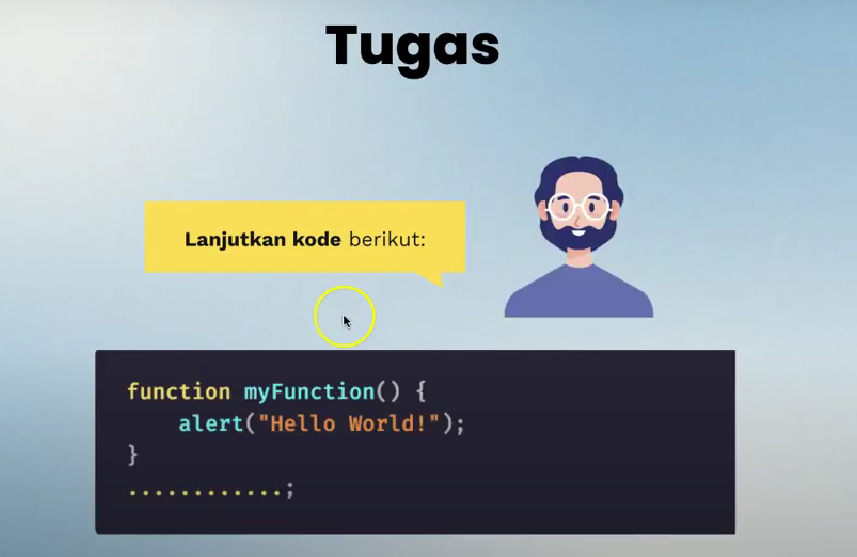 Tugas
Lanjutkan kode berikut:
function myFunction() {
    alert("Hello World!");
}
............;